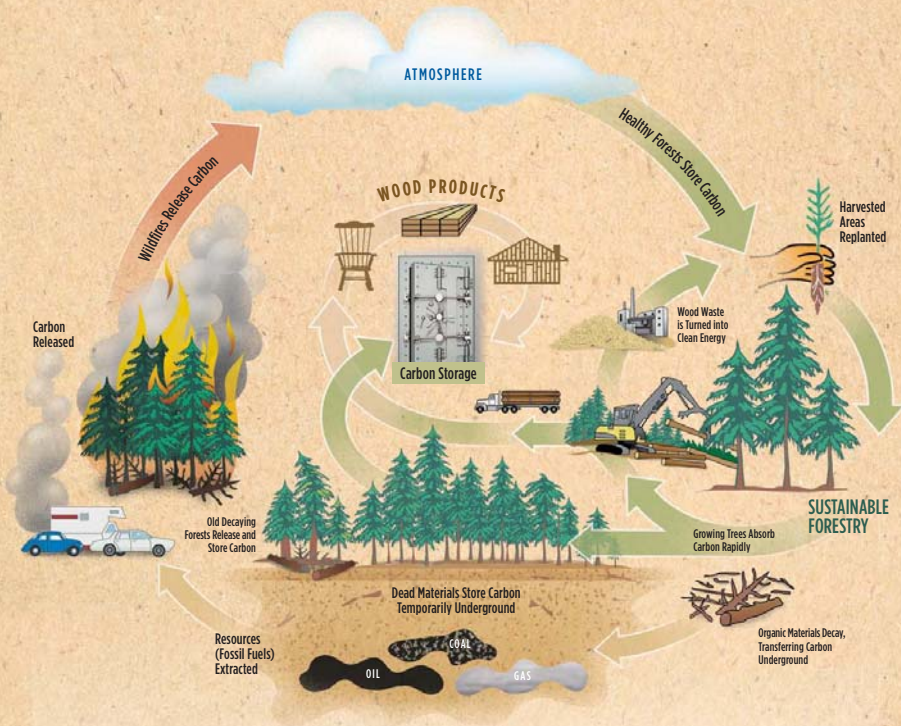 ATMOSPHERE
Wildfires Release Carbon
Healthy Forests Store Carbon
WOOD PRODUCTS
Harvested
Areas
Replanted
Carbon
Released
Wood Waste
is Turned into
Clean Energy
Carbon Storage
SUSTAINABLE
FORESTRY
Old Decaying
Forests Release and
Store Carbon
Growing Trees Absorb
Carbon Rapidly
Dead Materials Store Carbon
Temporarily Underground
Resources
(Fossil Fuels)
Extracted
COAL
OIL
GAS
Organic Materials Decay,
Transferring Carbon
Underground